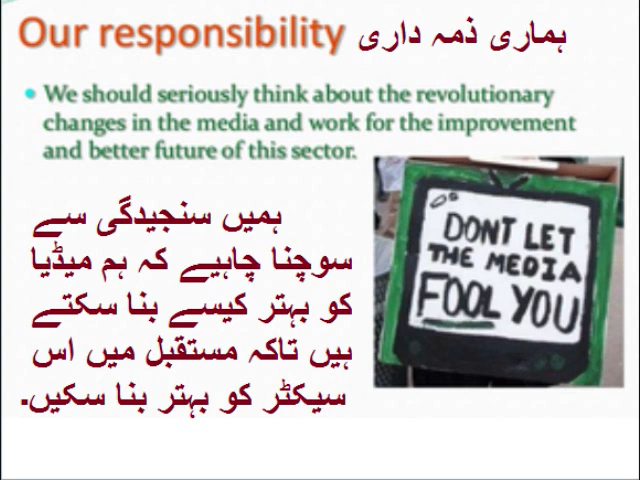 Our responsibility ہماری ذمہ داری
We should seriously think about the revolutionary
changes in the media and work for the improvement
and better future of this sector.
ہمیں سنجیدگی سے
سوچنا چاہیے کہ ہم میڈیا
کو بہتر کیسے بنا سکتے
ہیں تاکہ مستقبل میں اس
سیکٹر کو بہتر بنا سکیں۔
DONT LET
THE MEDIA
FOOL YOU